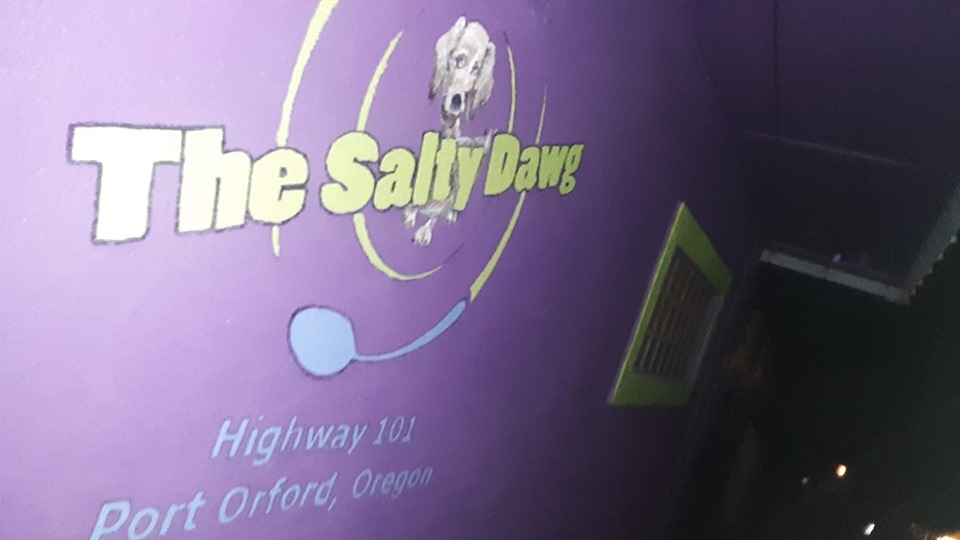 The Salty Dawg
Highway 101
Port Orford, Oregon